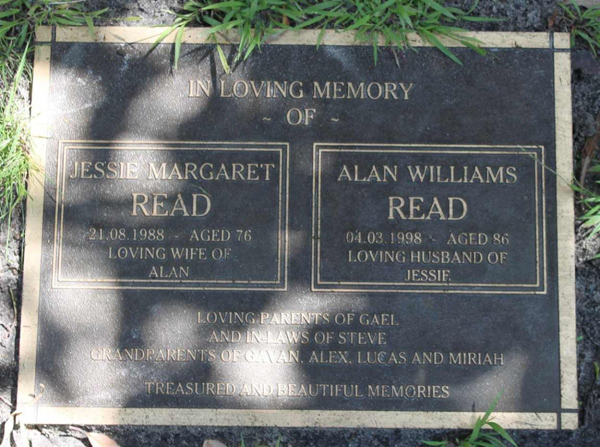 IN LOVING MEMORY
~ OF ~
JESSIE MARGARET
READ
21.08.1988 - AGED 76
LOVING WIFE OF
ALAN
ALAN WILLIAMS
READ
04.03.1998 - AGED 86
LOVING HUSBAND OF
JESSIE
LOVING PARENTS OF GAEL
AND IN-LAWS OF STEVE
GRANDPARENTS OF GAVAN, ALEX, LUCAS AND MIRIAH
TREASURED AND BEAUTIFUL MEMORIES